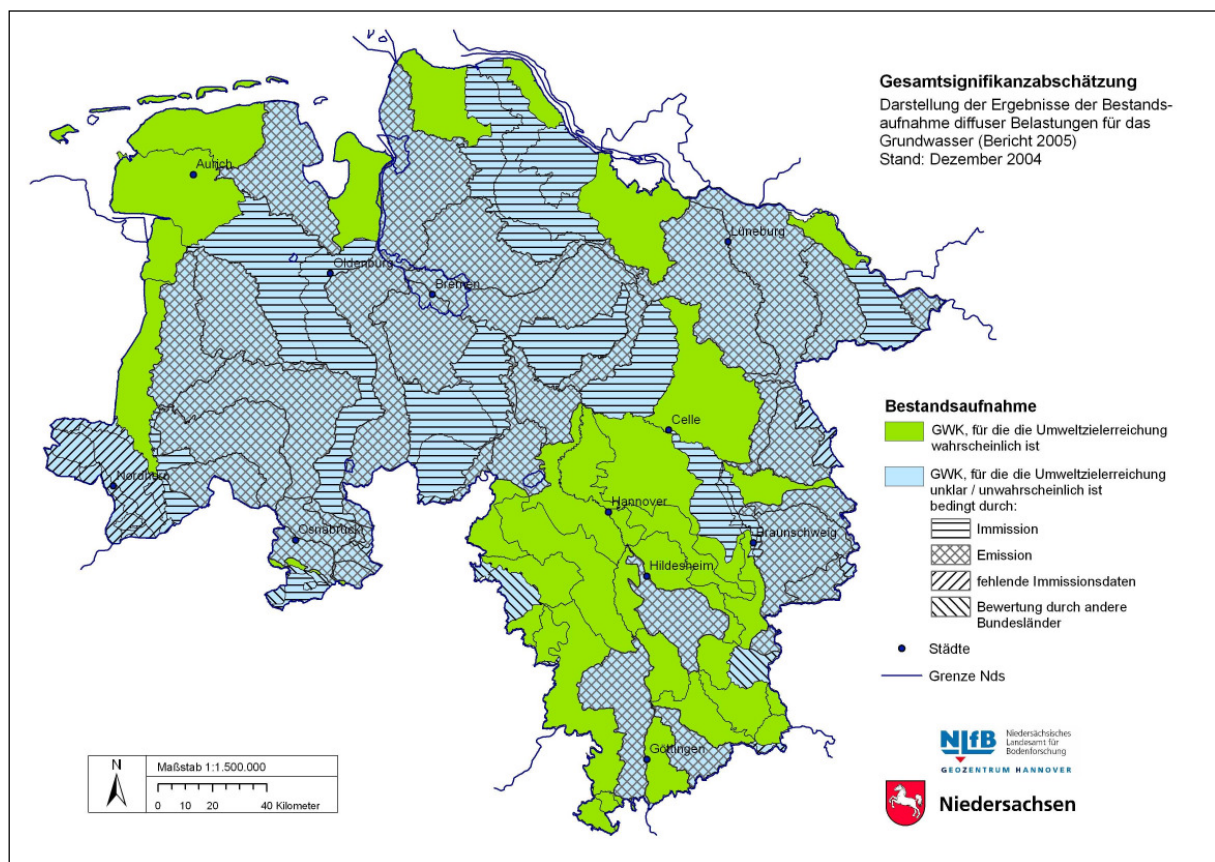 Gesamtsignifikanzabschätzung
Darstellung der Ergebnisse der Bestands-
aufnahme diffuser Belastungen für das
Grundwasser (Bericht 2005)
Stand: Dezember 2004
Aurich
Lüneburg
Oldenburg
Bremen
Celle
Nordhorn
Hannover
Osnabrück
Braunschweig
Hildesheim
Göttingen
Bestandsaufnahme
GWK, für die die Umweltzielerreichung
wahrscheinlich ist
GWK, für die die Umweltzielerreichung
unklar / unwahrscheinlich ist
bedingt durch:
Immission
Emission
fehlende Immissionsdaten
Bewertung durch andere
Bundesländer
Städte
Grenze Nds
N
Maßstab 1:1.500.000
0 10 20 40 Kilometer
NLfB
Niedersächsisches
Landesamt für
Bodenforschung
GEOZENTRUM HANNOVER
Niedersachsen